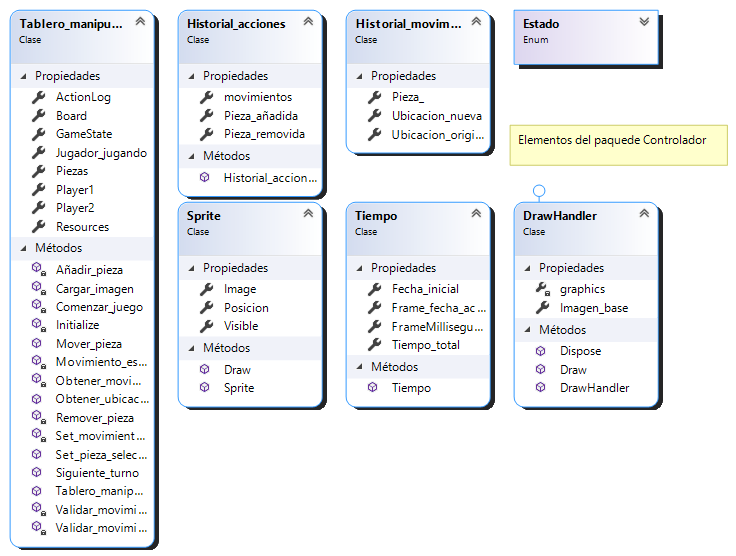 Tablero_manipu...
Clase
Propiedades
ActionLog
Board
GameState
Jugador_jugando
Piezas
Player1
Player2
Resources
Métodos
Añadir_pieza
Cargar_imagen
Comenzar_juego
Initialize
Mover_pieza
Movimiento_es...
Obtener_movi...
Obtener_ubicac...
Remover_pieza
Set_movimient...
Set_pieza_selec...
Siguiente_turno
Tablero_manip...
Validar_movimi...
Validar_movimi...
Historial_acciones
Clase
Propiedades
movimientos
Pieza_añadida
Pieza_removida
Métodos
Historial_accion...
Historial_movim...
Clase
Propiedades
Pieza_
Ubicacion_nueva
Ubicacion_origi...
Estado
Enum
Elementos del paquede Controlador
Sprite
Clase
Propiedades
Image
Posicion
Visible
Métodos
Draw
Sprite
Tiempo
Clase
Propiedades
Fecha_inicial
Frame_fecha_ac...
FrameMillisegu...
Tiempo_total
Métodos
Tiempo
DrawHandler
Clase
Propiedades
graphics
Imagen_base
Métodos
Dispose
Draw
DrawHandler